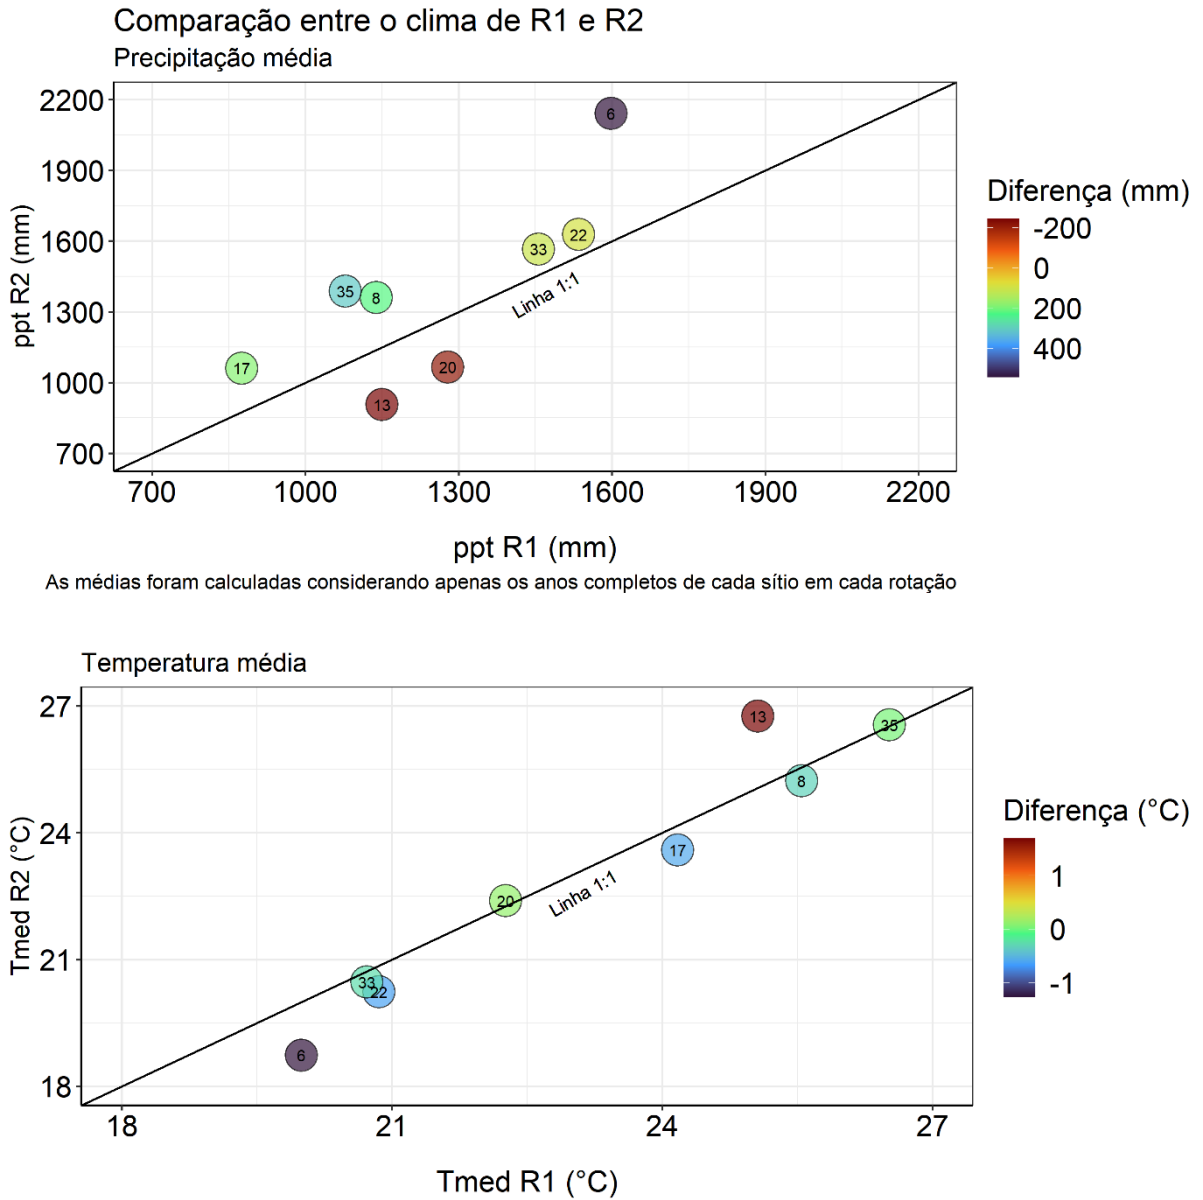 Comparação entre o clima de R1 e R2
Precipitação média
2200
1900
1600
1300
1000
700
ppt R2 (mm)
6
22
33
35
8
17
20
13
Linha 1:1
700 1000 1300 1600 1900 2200
ppt R1 (mm)
As médias foram calculadas considerando apenas os anos completos de cada sítio em cada rotação
Diferença (mm)
-200
0
200
400
Temperatura média
27
24
21
18
Tmed R2 (°C)
13
35
8
17
20
33
22
6
Linha 1:1
18 21 24 27
Tmed R1 (°C)
Diferença (°C)
1
0
-1